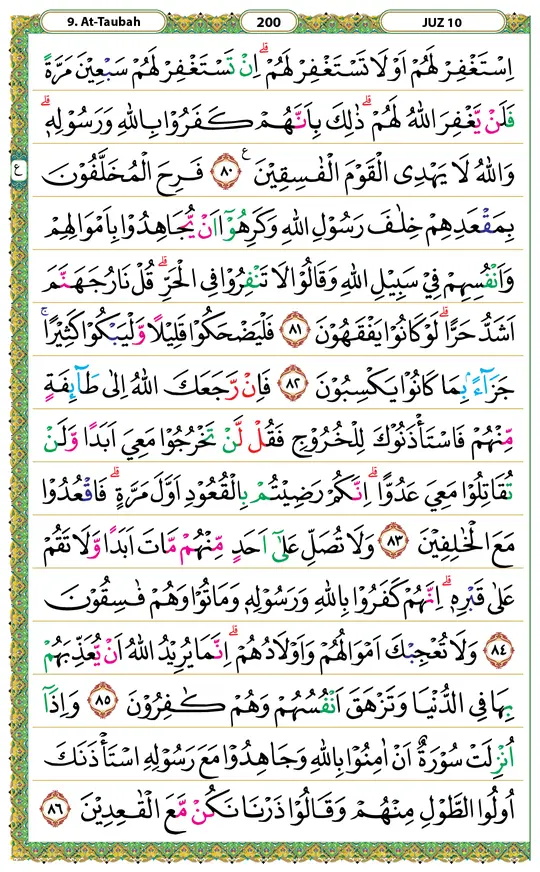 9. At-Taubah 200 JUZ 10
اِسْتَغْفِرْ لَهُمْ اَوْ لَا تَسْتَغْفِرْ لَهُمْۗ اِنْ تَسْتَغْفِرْ لَهُمْ سَبْعِيْنَ مَرَّةً
فَلَنْ يَّغْفِرَ اللّٰهُ لَهُمْۗ ذٰلِكَ بِاَنَّهُمْ كَفَرُوْا بِاللّٰهِ وَرَسُوْلِهٖۗ
وَاللّٰهُ لَا يَهْدِى الْقَوْمَ الْفٰسِقِيْنَ ࣖ ٨٠ فَرِحَ الْمُخَلَّفُوْنَ
ع
بِمَقْعَدِهِمْ خِلٰفَ رَسُوْلِ اللّٰهِ وَكَرِهُوْٓا اَنْ يُّجَاهِدُوْا بِاَمْوَالِهِمْ
وَاَنْفُسِهِمْ فِيْ سَبِيْلِ اللّٰهِ وَقَالُوْا لَا تَنْفِرُوْا فِى الْحَرِّۗ قُلْ نَارُ جَهَنَّمَ
اَشَدُّ حَرًّاۗ لَوْ كَانُوْا يَفْقَهُوْنَ ٨١ فَلْيَضْحَكُوْا قَلِيْلًا وَّلْيَبْكُوْا كَثِيْرًاۚ
جَزَاۤءًۢ بِمَا كَانُوْا يَكْسِبُوْنَ ٨٢ فَاِنْ رَّجَعَكَ اللّٰهُ اِلٰى طَاۤىِٕفَةٍ
مِّنْهُمْ فَاسْتَأْذَنُوْكَ لِلْخُرُوْجِ فَقُلْ لَّنْ تَخْرُجُوْا مَعِيَ اَبَدًا وَّلَنْ
تُقَاتِلُوْا مَعِيَ عَدُوًّاۗ اِنَّكُمْ رَضِيْتُمْ بِالْقُعُوْدِ اَوَّلَ مَرَّةٍۗ فَاقْعُدُوْا
مَعَ الْخٰلِفِيْنَ ٨٣ وَلَا تُصَلِّ عَلٰٓى اَحَدٍ مِّنْهُمْ مَّاتَ اَبَدًا وَّلَا تَقُمْ
عَلٰى قَبْرِهٖۗ اِنَّهُمْ كَفَرُوْا بِاللّٰهِ وَرَسُوْلِهٖ وَمَاتُوْا وَهُمْ فٰسِقُوْنَ
٨٤ وَلَا تُعْجِبْكَ اَمْوَالُهُمْ وَاَوْلَادُهُمْۗ اِنَّمَا يُرِيْدُ اللّٰهُ اَنْ يُّعَذِّبَهُمْ
بِهَا فِى الدُّنْيَا وَتَزْهَقَ اَنْفُسُهُمْ وَهُمْ كٰفِرُوْنَ ٨٥ وَاِذَآ
اُنْزِلَتْ سُوْرَةٌ اَنْ اٰمِنُوْا بِاللّٰهِ وَجَاهِدُوْا مَعَ رَسُوْلِهِ اسْتَأْذَنَكَ
اُولُوا الطَّوْلِ مِنْهُمْ وَقَالُوْا ذَرْنَا نَكُنْ مَّعَ الْقٰعِدِيْنَ ٨٦